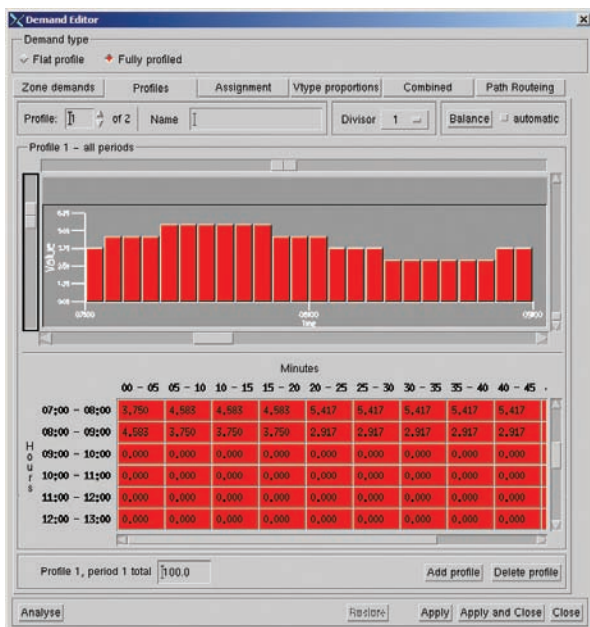 Demand Editor
Demand type
Flat profile Fully profiled
Zone demands Profiles Assignment Vtype proportions Combined Path Routeing
Profile: 1 of 2 Name Divisor 1 Balance automatic
Profile 1 - all periods
Value
07:00 08:00 09:00
Time
Minutes
00 - 05 05 - 10 10 - 15 15 - 20 20 - 25 25 - 30 30 - 35 35 - 40 40 - 45
07:00 - 08:00 3.750 4.583 4.583 4.583 5.417 5.417 5.417 5.417 5.417
08:00 - 09:00 4.583 3.750 3.750 3.750 2.917 2.917 2.917 2.917 2.917
Hours
09:00 - 10:00 0.000 0.000 0.000 0.000 0.000 0.000 0.000 0.000 0.000
10:00 - 11:00 0.000 0.000 0.000 0.000 0.000 0.000 0.000 0.000 0.000
11:00 - 12:00 0.000 0.000 0.000 0.000 0.000 0.000 0.000 0.000 0.000
12:00 - 13:00 0.000 0.000 0.000 0.000 0.000 0.000 0.000 0.000 0.000
Profile 1, period 1 total 100.0 Add profile Delete profile
Analyse Restore Apply Apply and Close Close